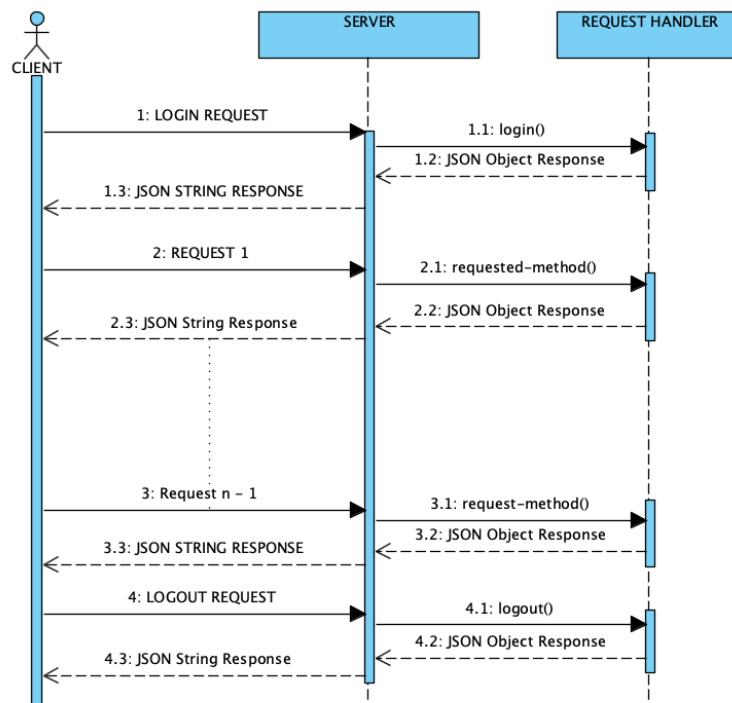 SERVER
REQUEST HANDLER
CLIENT
1: LOGIN REQUEST
1.1: login()
1.2: JSON Object Response
1.3: JSON STRING RESPONSE
2: REQUEST 1
2.1: requested-method()
2.2: JSON Object Response
2.3: JSON String Response
3: Request n - 1
3.1: request-method()
3.2: JSON Object Response
3.3: JSON STRING RESPONSE
4: LOGOUT REQUEST
4.1: logout()
4.2: JSON Object Response
4.3: JSON String Response